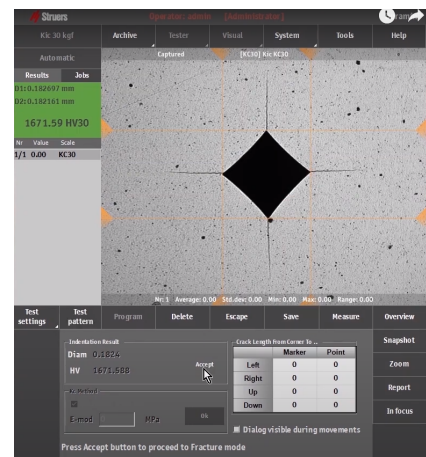 Struers
Operator: admin [Administrator]
Kic 30 kgf
Archive Tester Visual System Tools Help
Automatic
Captured [KC30] Kic KC30
Results Jobs
D1:0.182697 mm
D2:0.182161 mm
1671.59 HV30
Nr Value Scale
1/1 0.00 KC30
Nr: 1 Average: 0.00 Std.dev: 0.00 Min: 0.00 Max: 0.00 Range: 0.00
Test settings Test pattern Program Delete Escape Save Measure Overview
Indentation Result
Diam 0.1824
HV 1671.588
Accept
Crack Length From Corner To ..
Marker Point
Left 0 0
Right 0 0
Up 0 0
Down 0 0
Kc Method
E-mod 0 MPa Ok
Dialog visible during movements
Snapshot
Zoom
Report
In focus
Press Accept button to proceed to Fracture mode